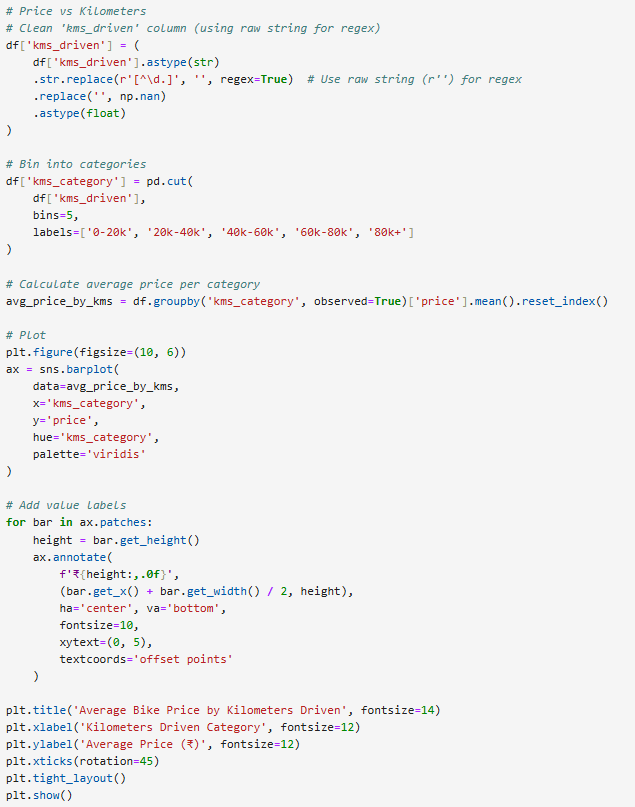 # Price vs Kilometers
# Clean 'kms_driven' column (using raw string for regex)
df['kms_driven'] = (
    df['kms_driven'].astype(str)
    .str.replace(r'[^\d.]', '', regex=True)  # Use raw string (r'') for regex
    .replace('', np.nan)
    .astype(float)
)

# Bin into categories
df['kms_category'] = pd.cut(
    df['kms_driven'],
    bins=5,
    labels=['0-20k', '20k-40k', '40k-60k', '60k-80k', '80k+']
)

# Calculate average price per category
avg_price_by_kms = df.groupby('kms_category', observed=True)['price'].mean().reset_index()

# Plot
plt.figure(figsize=(10, 6))
ax = sns.barplot(
    data=avg_price_by_kms,
    x='kms_category',
    y='price',
    hue='kms_category',
    palette='viridis'
)

# Add value labels
for bar in ax.patches:
    height = bar.get_height()
    ax.annotate(
        f'₹{height:,.0f}',
        (bar.get_x() + bar.get_width() / 2, height),
        ha='center', va='bottom',
        fontsize=10,
        xytext=(0, 5),
        textcoords='offset points'
    )

plt.title('Average Bike Price by Kilometers Driven', fontsize=14)
plt.xlabel('Kilometers Driven Category', fontsize=12)
plt.ylabel('Average Price (₹)', fontsize=12)
plt.xticks(rotation=45)
plt.tight_layout()
plt.show()